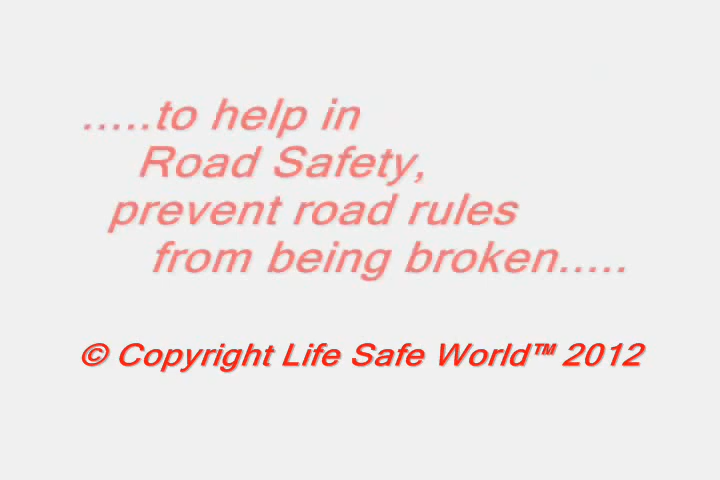 .....to help in
Road Safety,
prevent road rules
from being broken.....
© Copyright Life Safe World™ 2012